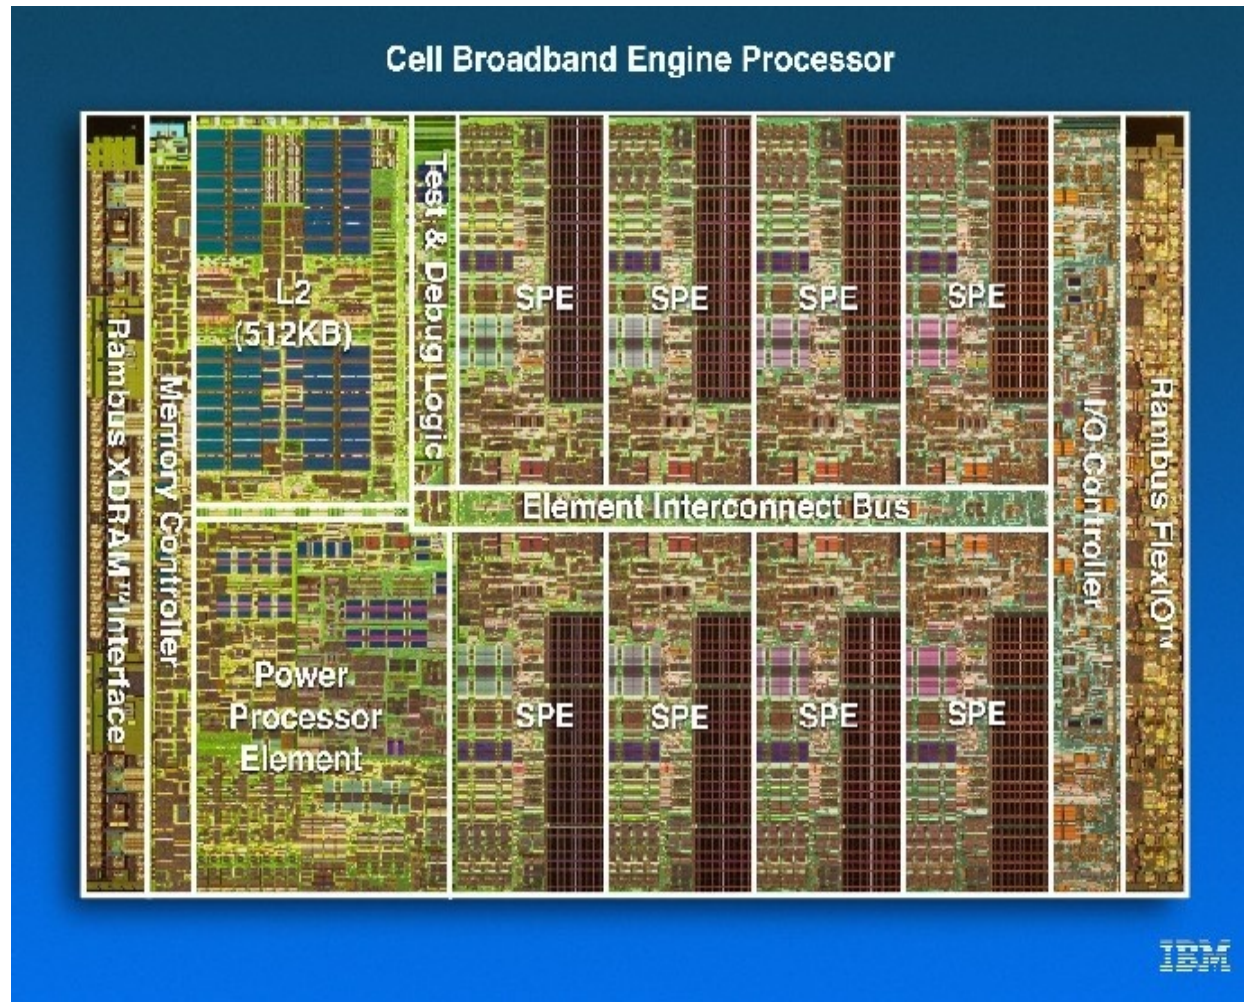 Cell Broadband Engine Processor
Rambus XDRAM™ Interface
Memory Controller
L2
(512KB)
Test & Debug Logic
SPE
SPE
SPE
SPE
I/O Controller
Rambus FlexIO™
Element Interconnect Bus
Power
Processor
Element
SPE
SPE
SPE
SPE
IBM